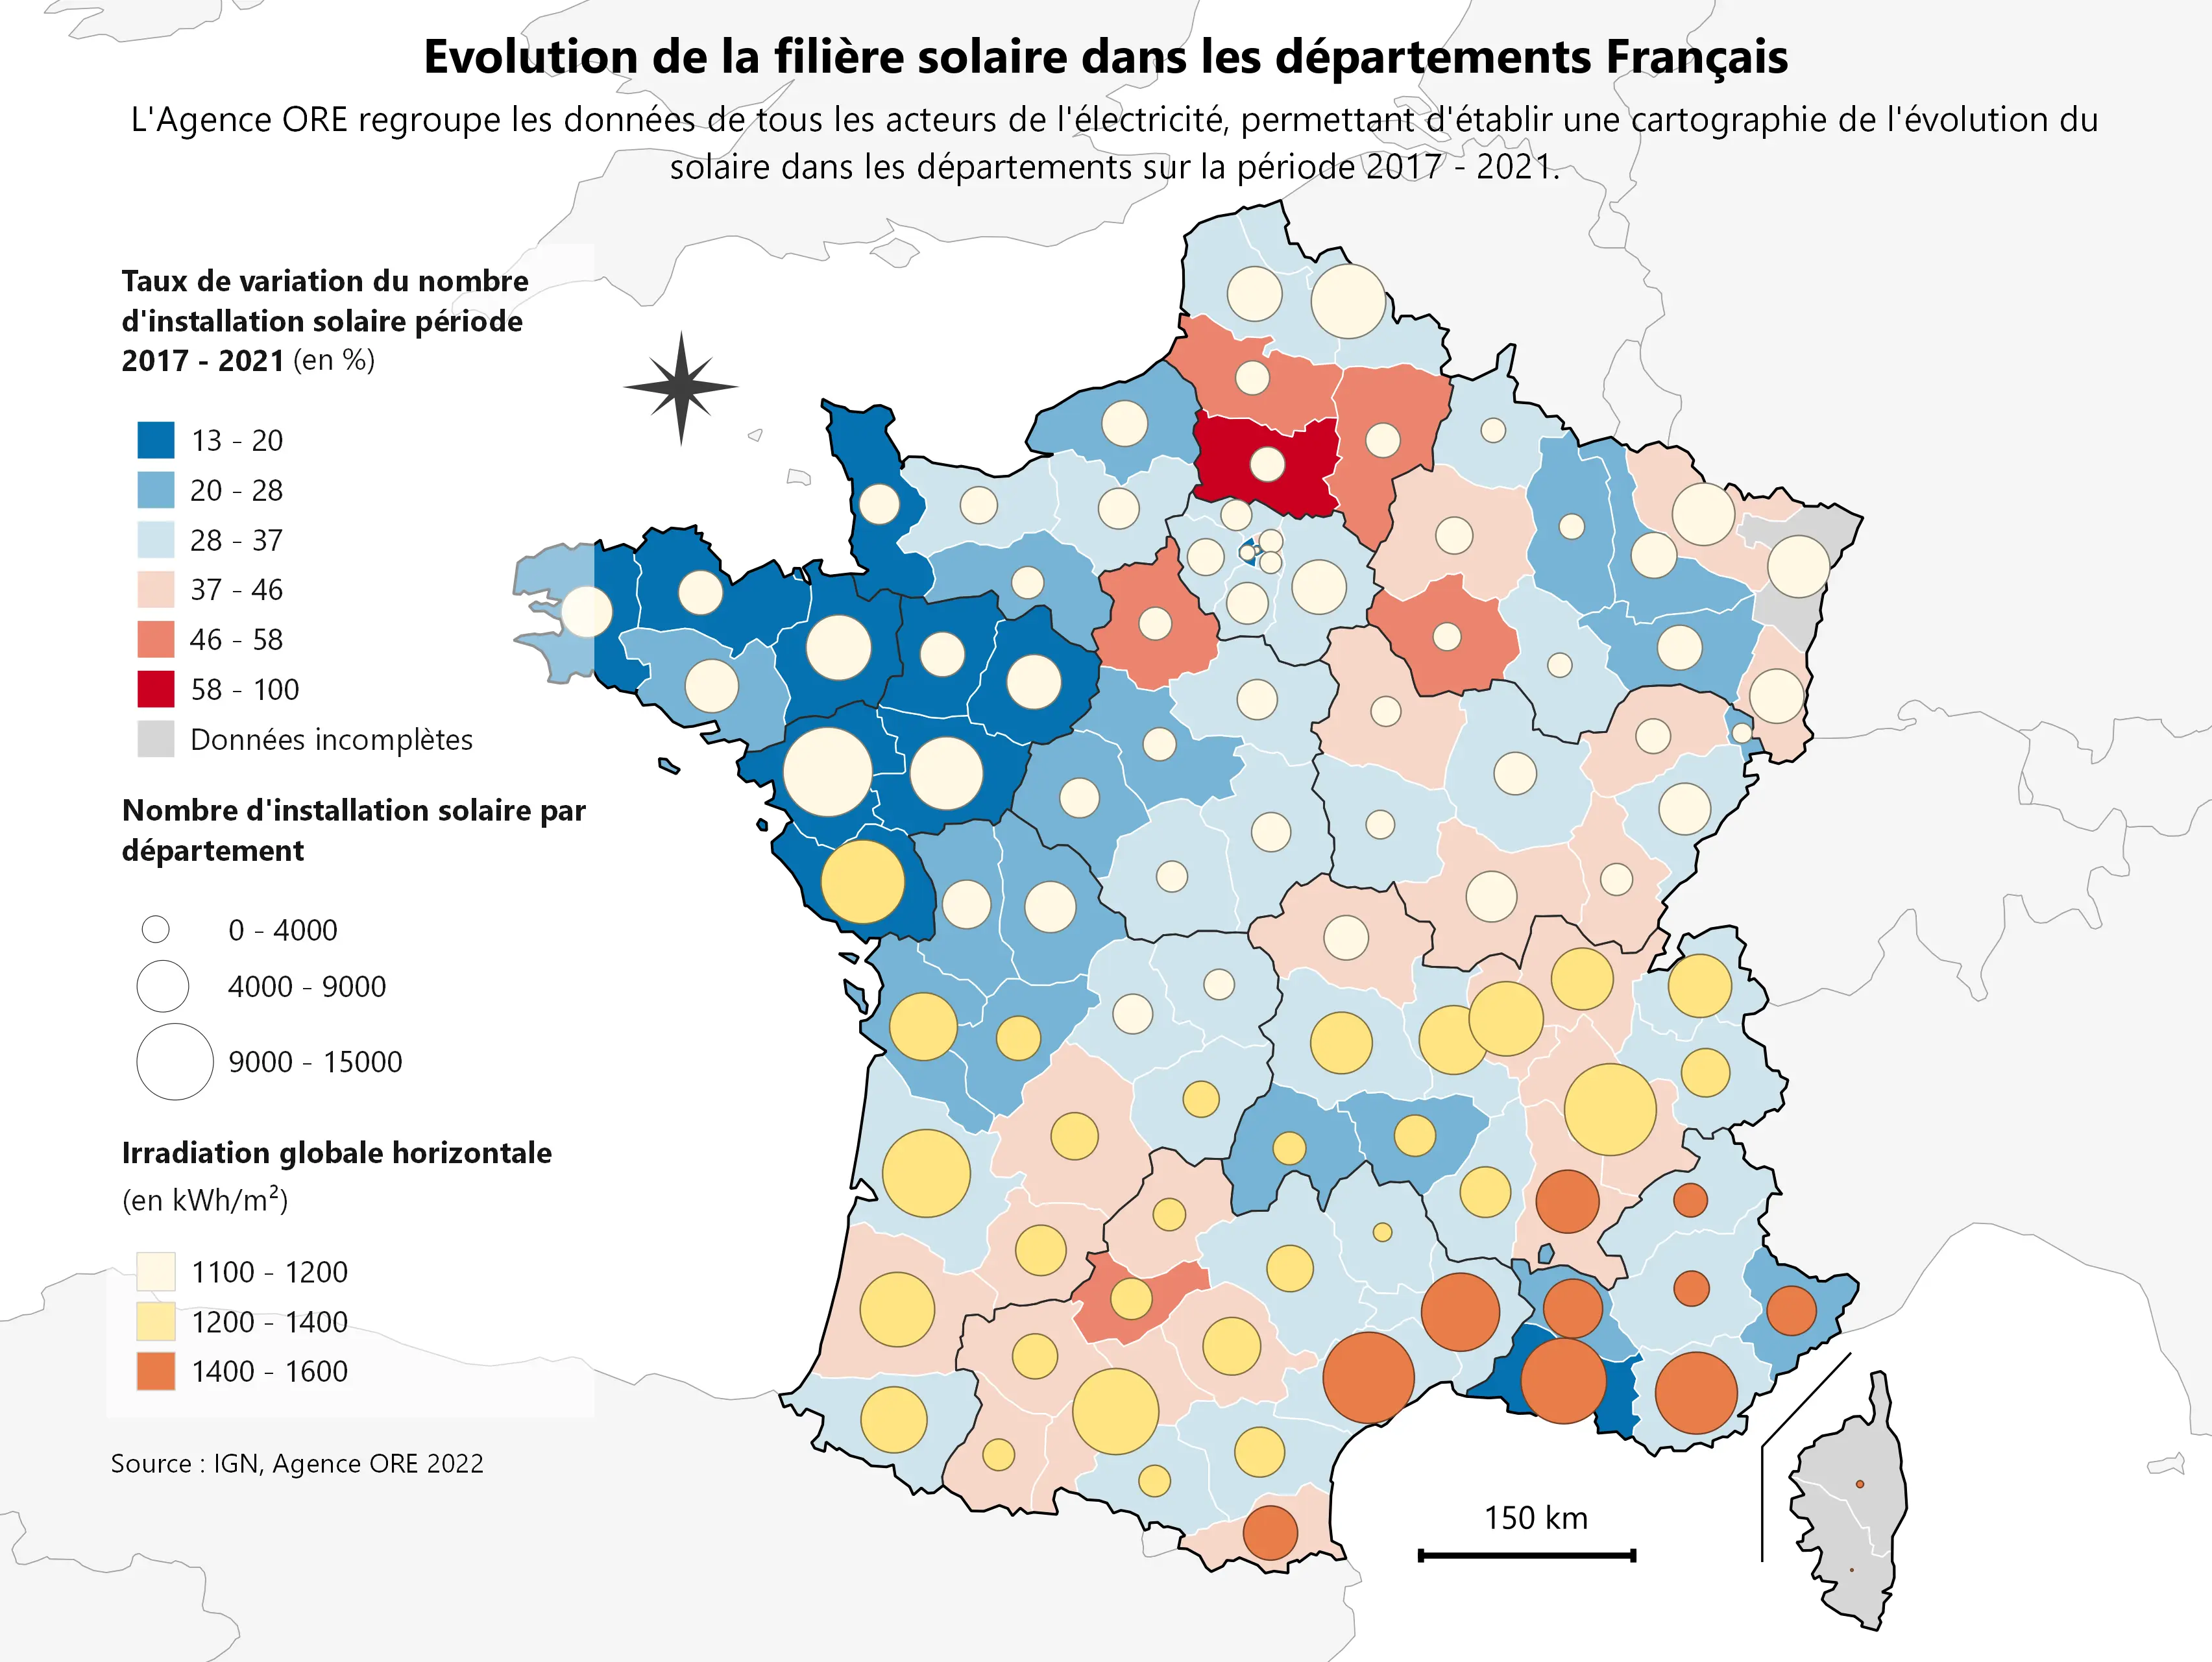 Evolution de la filière solaire dans les départements Français
L'Agence ORE regroupe les données de tous les acteurs de l'électricité, permettant d'établir une cartographie de l'évolution du
solaire dans les départements sur la période 2017 - 2021.
Taux de variation du nombre
d'installation solaire période
2017 - 2021 (en %)
13 - 20
20 - 28
28 - 37
37 - 46
46 - 58
58 - 100
Données incomplètes
Nombre d'installation solaire par
département
0 - 4000
4000 - 9000
9000 - 15000
Irradiation globale horizontale
(en kWh/m²)
1100 - 1200
1200 - 1400
1400 - 1600
Source : IGN, Agence ORE 2022
150 km